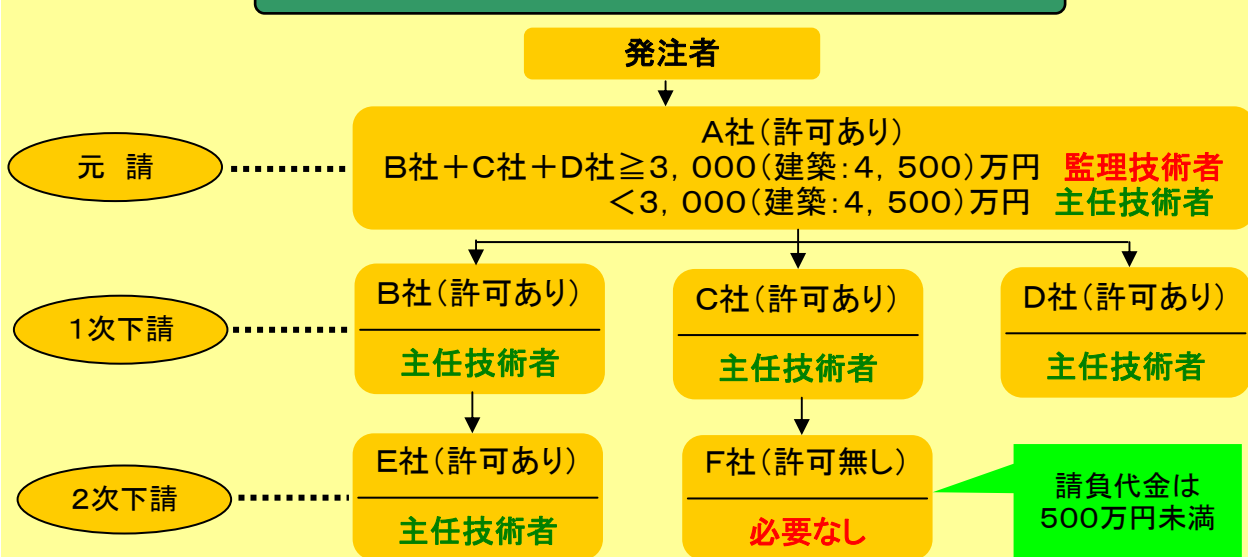 発注者
元 請
A社(許可あり)
B社+C社+D社≧3,000(建築:4,500)万円 監理技術者
<3,000(建築:4,500)万円 主任技術者
1次下請
B社(許可あり)
主任技術者
C社(許可あり)
主任技術者
D社(許可あり)
主任技術者
2次下請
E社(許可あり)
主任技術者
F社(許可無し)
必要なし
請負代金は
500万円未満